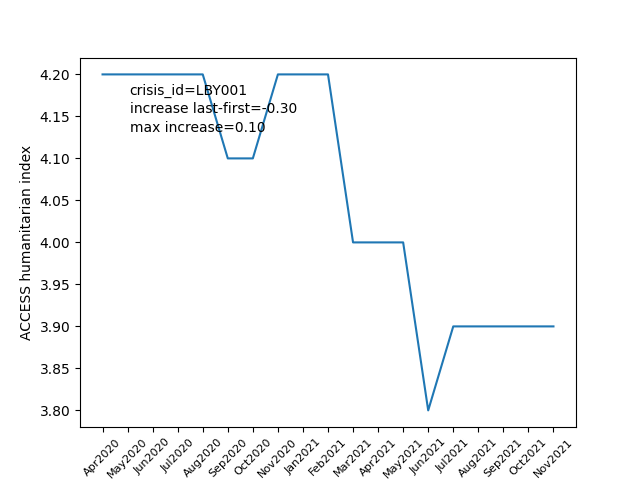 4.20
4.15
4.10
4.05
4.00
3.95
3.90
3.85
3.80
ACCESS humanitarian index
crisis_id=LBY001
increase last-first=-0.30
max increase=0.10
Apr2020
May2020
Jun2020
Jul2020
Aug2020
Sep2020
Oct2020
Nov2020
Jan2021
Feb2021
Mar2021
Apr2021
May2021
Jun2021
Jul2021
Aug2021
Sep2021
Oct2021
Nov2021